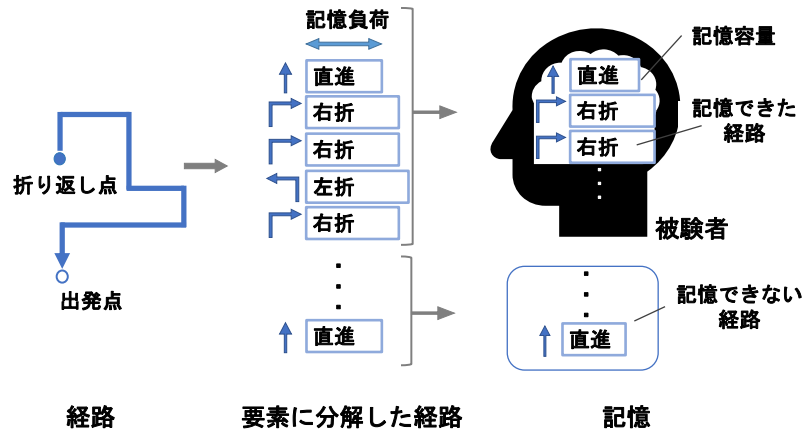 記憶負荷
直進
右折
右折
左折
右折
直進
折り返し点
出発点
直進
右折
右折
記憶容量
記憶できた
経路
被験者
直進
記憶できない
経路
経路
要素に分解した経路
記憶